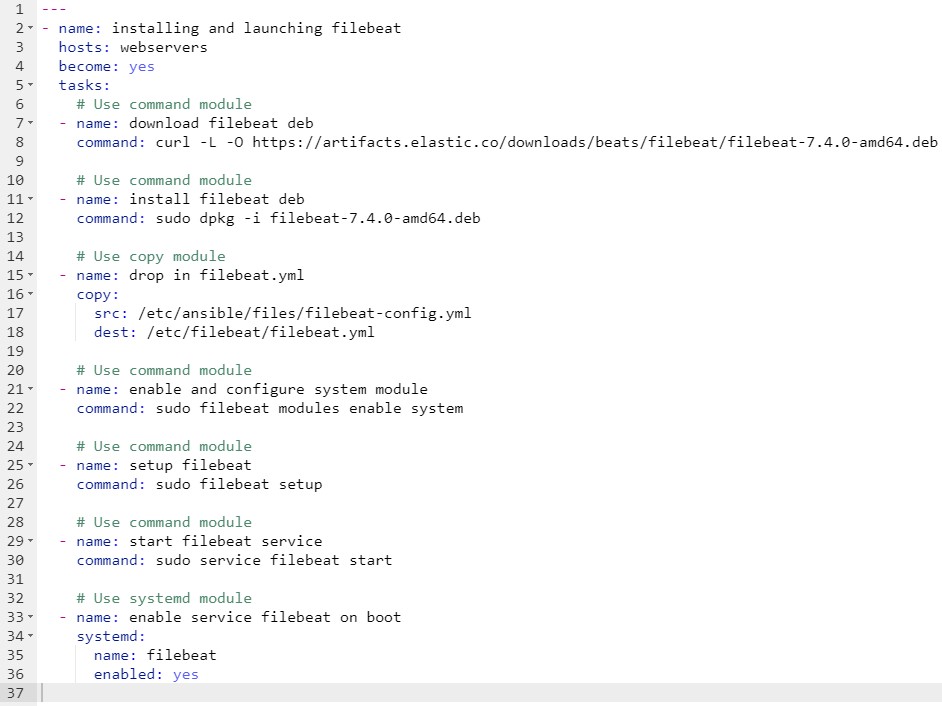 1 ---
2 - name: installing and launching filebeat
3   hosts: webservers
4   become: yes
5   tasks:
6     # Use command module
7   - name: download filebeat deb
8     command: curl -L -O https://artifacts.elastic.co/downloads/beats/filebeat/filebeat-7.4.0-amd64.deb
9
10     # Use command module
11   - name: install filebeat deb
12     command: sudo dpkg -i filebeat-7.4.0-amd64.deb
13
14     # Use copy module
15   - name: drop in filebeat.yml
16     copy:
17       src: /etc/ansible/files/filebeat-config.yml
18       dest: /etc/filebeat/filebeat.yml
19
20     # Use command module
21   - name: enable and configure system module
22     command: sudo filebeat modules enable system
23
24     # Use command module
25   - name: setup filebeat
26     command: sudo filebeat setup
27
28     # Use command module
29   - name: start filebeat service
30     command: sudo service filebeat start
31
32     # Use systemd module
33   - name: enable service filebeat on boot
34     systemd:
35       name: filebeat
36       enabled: yes
37